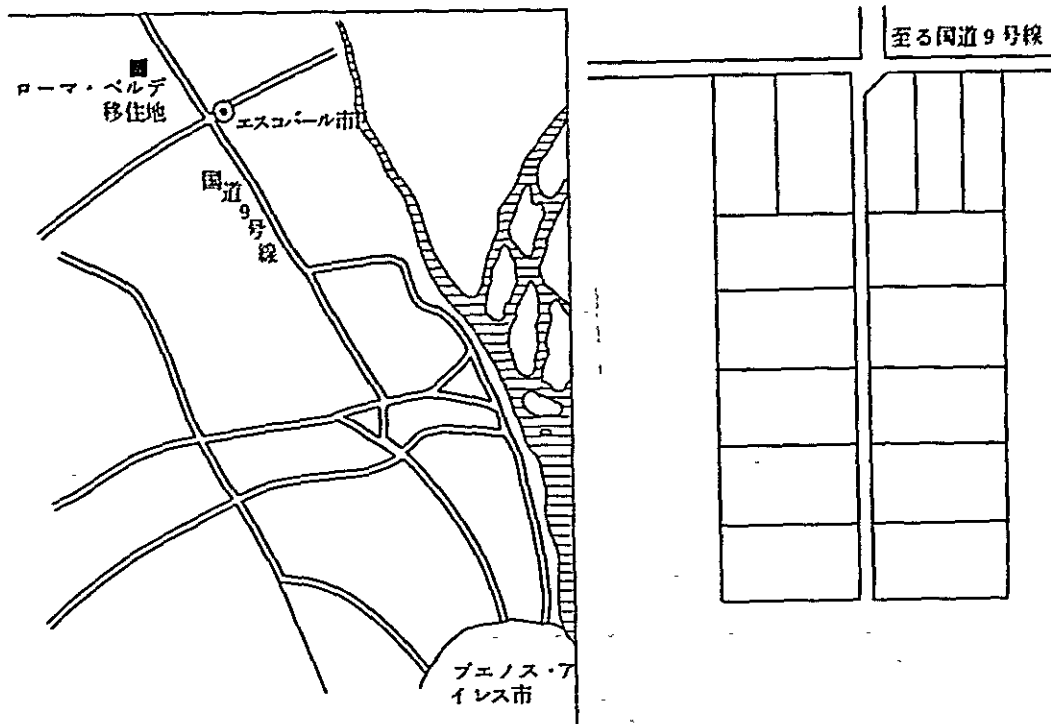 ローマ・ベルデ
移住地
エスコバール市
国道9号線
ブエノス・ア
イレス市
至る国道9号線